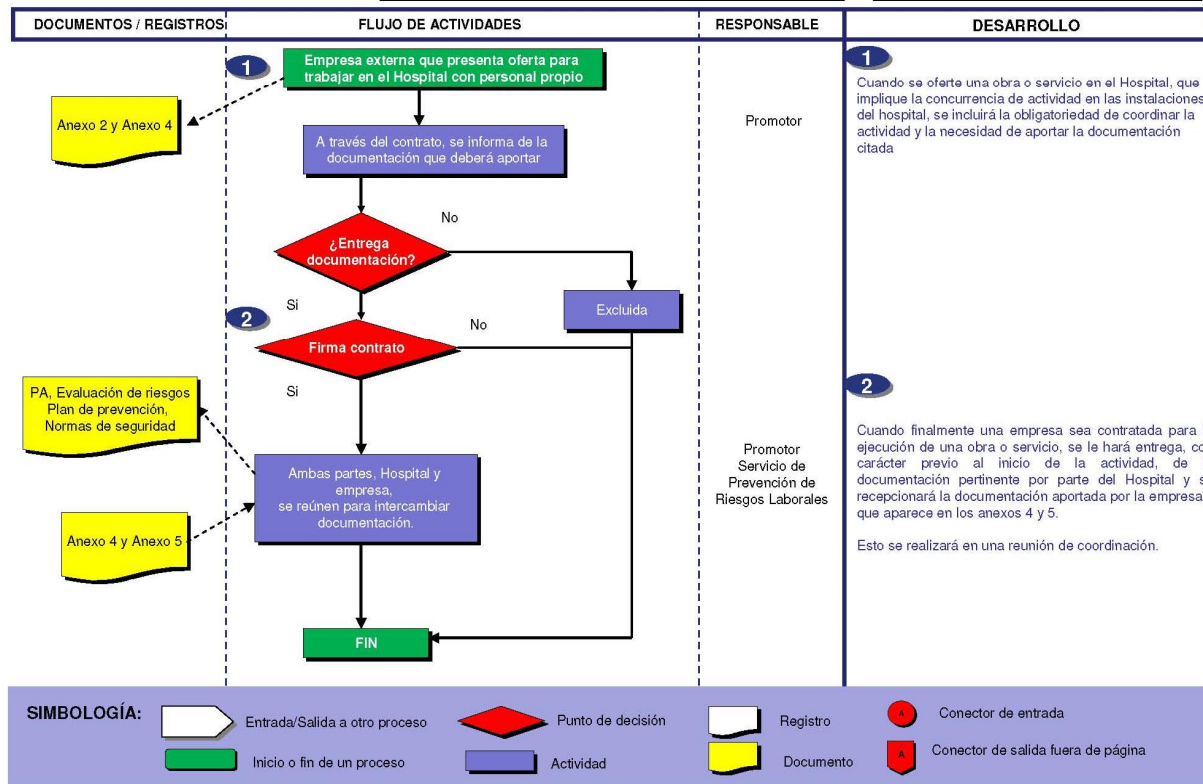 DOCUMENTOS / REGISTROS
FLUJO DE ACTIVIDADES
RESPONSABLE
DESARROLLO
1
Empresa externa que presenta oferta para
trabajar en el Hospital con personal propio
Anexo 2 y Anexo 4
A través del contrato, se informa de la
documentación que deberá aportar
Promotor
1
Cuando se oferte una obra o servicio en el Hospital, que
implique la concurrencia de actividad en las instalaciones
del hospital, se incluirá la obligatoriedad de coordinar la
actividad y la necesidad de aportar la documentación
citada
No
¿Entrega
documentación?
Si
Excluida
2
No
Firma contrato
Si
PA, Evaluación de riesgos
Plan de prevención,
Normas de seguridad
Ambas partes, Hospital y
empresa,
se reúnen para intercambiar
documentación.
Anexo 4 y Anexo 5
Promotor
Servicio de
Prevención de
Riesgos Laborales
2
Cuando finalmente una empresa sea contratada para
ejecución de una obra o servicio, se le hará entrega, co
carácter previo al inicio de la actividad, de
documentación pertinente por parte del Hospital y s
recepcionará la documentación aportada por la empresa
que aparece en los anexos 4 y 5.
Esto se realizará en una reunión de coordinación.
FIN
SIMBOLOGÍA:
Entrada/Salida a otro proceso
Punto de decisión
Registro
A
Conector de entrada
Inicio o fin de un proceso
Actividad
Documento
A
Conector de salida fuera de página